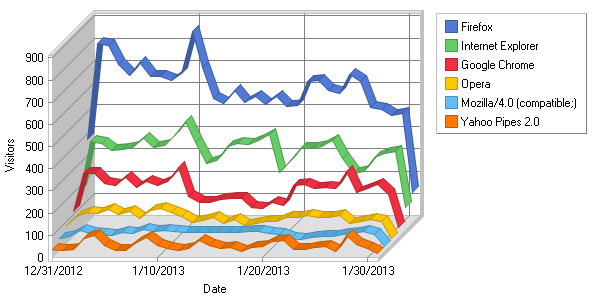 900
800
700
600
500
400
300
200
100
0
Visitors
12/31/2012
1/10/2013
1/20/2013
1/30/2013
Date
Firefox
Internet Explorer
Google Chrome
Opera
Mozilla/4.0 (compatible;)
Yahoo Pipes 2.0